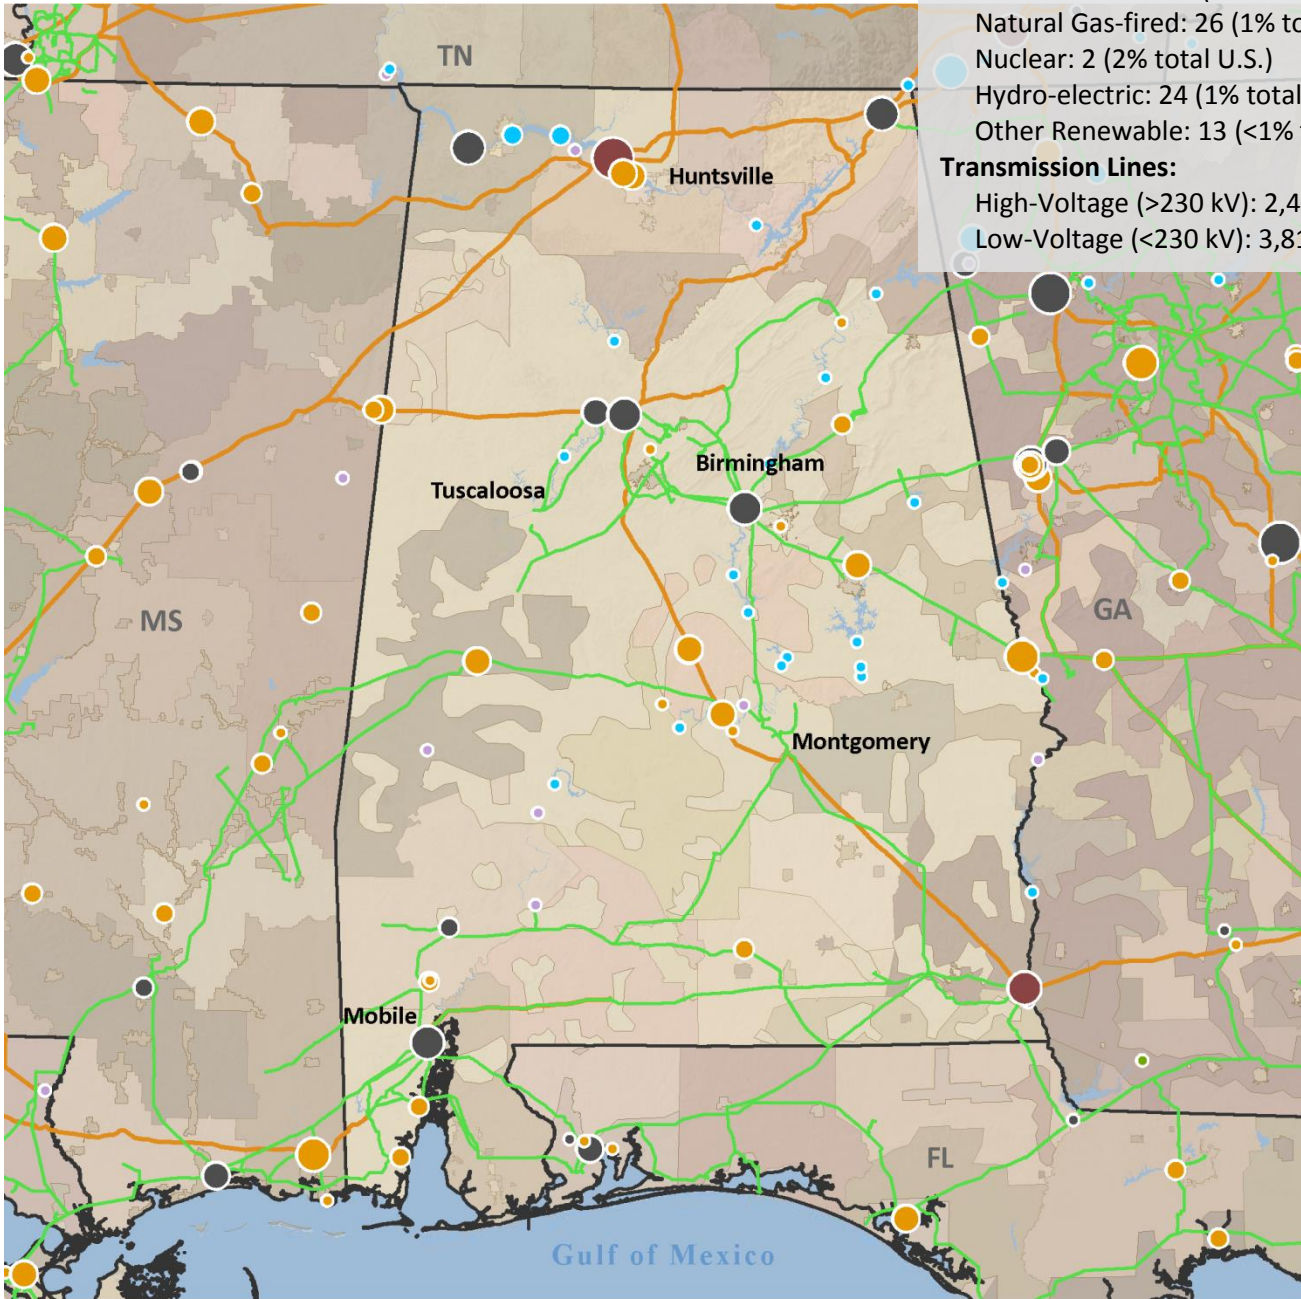 Natural Gas-fired: 26 (1% to
Nuclear: 2 (2% total U.S.)
Hydro-electric: 24 (1% total
Other Renewable: 13 (<1%
Transmission Lines:
High-Voltage (>230 kV): 2,4
Low-Voltage (<230 kV): 3,81
TN
Huntsville
Birmingham
Tuscaloosa
MS
GA
Montgomery
Mobile
FL
Gulf of Mexico